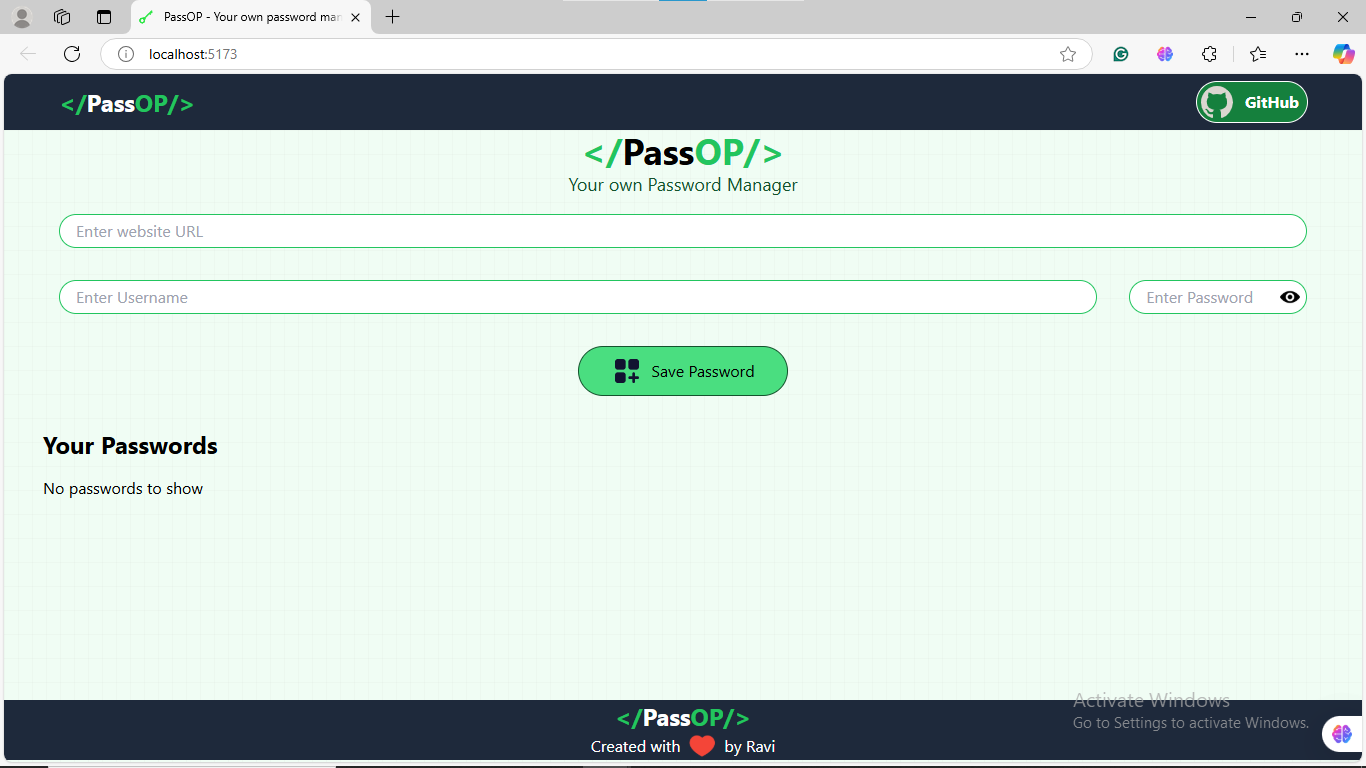 PassOP - Your own password man
localhost:5173
</PassOP/>
GitHub
</PassOP/>
Your own Password Manager
Enter website URL
Enter Username
Enter Password
Save Password
Your Passwords
No passwords to show
Activate Windows
Go to Settings to activate Windows.
</PassOP/>
Created with by Ravi